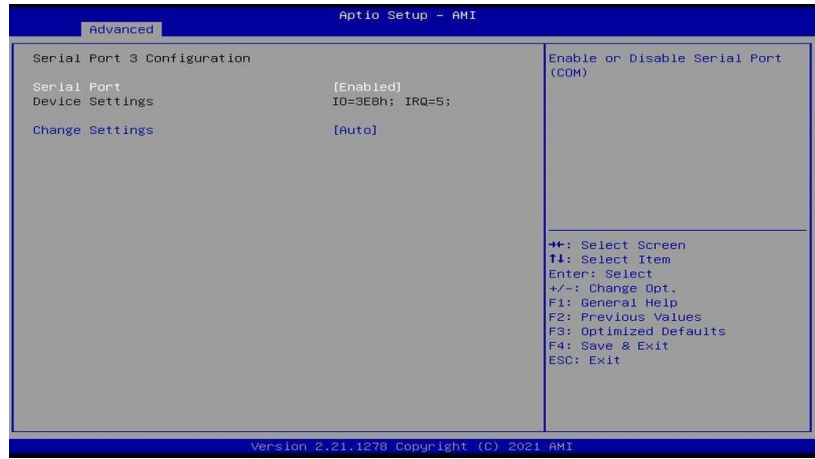 Aptio Setup – AMI
Advanced
Serial Port 3 Configuration
Serial Port [Enabled]
Device Settings IO=3E8h; IRQ=5;
Change Settings [Auto]
Enable or Disable Serial Port
(COM)
→←: Select Screen
↑↓: Select Item
Enter: Select
+/-: Change Opt.
F1: General Help
F2: Previous Values
F3: Optimized Defaults
F4: Save & Exit
ESC: Exit
Version 2.21.1278 Copyright (C) 2021 AMI